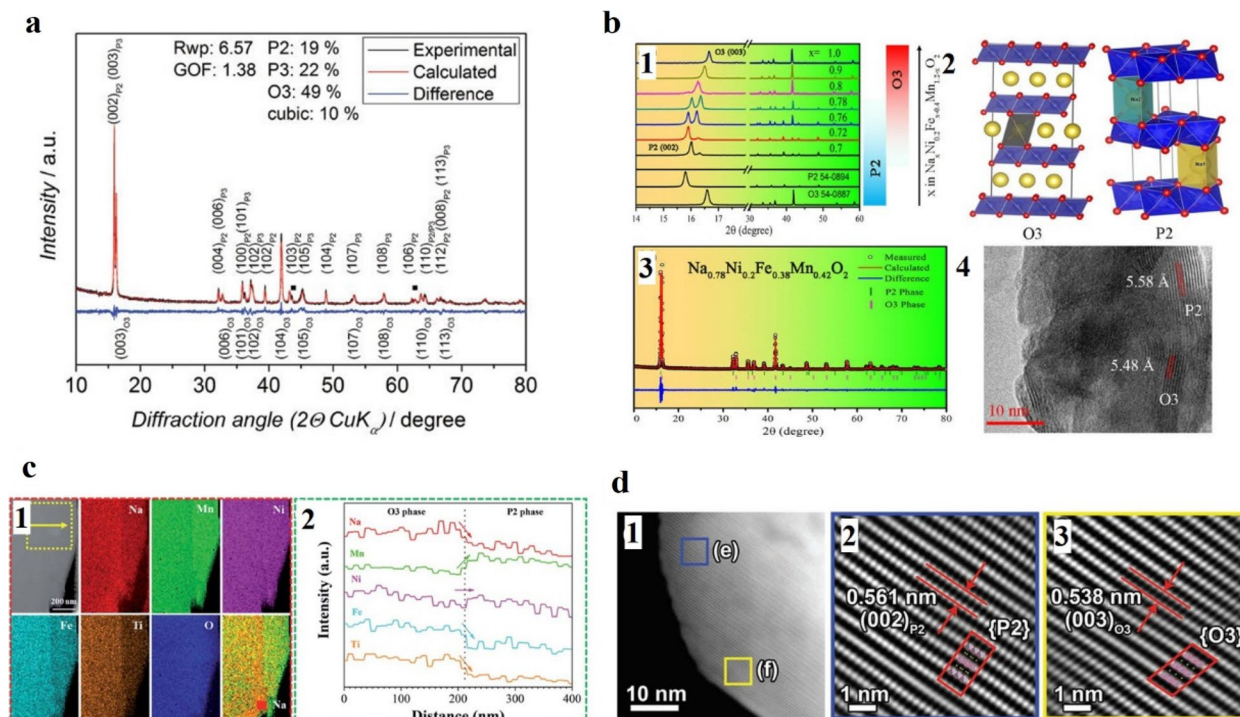 a
Rwp: 6.57
GOF: 1.38
P2: 19 %
P3: 22 %
O3: 49 %
cubic: 10 %
Experimental
Calculated
Difference
Intensity / a.u.
(002)P2 (003)P3
(004)P2 (006)P3
(100)P2 (101)P3
(102)P3
(102)P2
(103)P2
(105)P3
(104)P2
(107)P3
(108)P3
(106)P2
(110)P2/P3
(112)P2 (008)P2 (113)P3
(003)O3
(006)O3
(101)O3
(102)O3
(104)O3
(105)O3
(107)O3
(108)O3
(110)O3
(113)O3
10 20 30 40 50 60 70 80
Diffraction angle (2Θ CuKα) / degree
b
1
O3 (003)
x= 1.0
0.9
0.8
0.78
0.76
0.72
0.7
P2 (002)
P2 54-0894
O3 54-0887
14 15 16 17 30 40 50 60
2θ (degree)
P2
O3
x in NaxNi0.2Fex-0.4Mn1.2-xO2
2
O3
P2
3
Na0.78Ni0.2Fe0.38Mn0.42O2
Measured
Calculated
Difference
P2 Phase
O3 Phase
0 10 20 30 40 50 60 70 80
2θ (degree)
4
5.58 Å
P2
5.48 Å
O3
10 nm
c
1
200 nm
Na
Mn
Ni
Fe
Ti
O
Na
2
O3 phase
P2 phase
Na
Mn
Ni
Fe
Ti
Intensity (a.u.)
0 100 200 300 400
Distance (nm)
d
1
(e)
(f)
10 nm
2
0.561 nm
(002)P2
{P2}
1 nm
3
0.538 nm
(003)O3
{O3}
1 nm